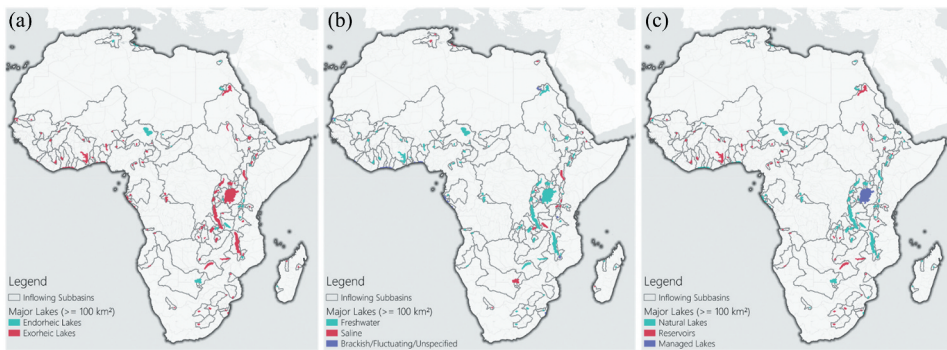 (a)
Legend
Inflowing Subbasins
Major Lakes (>= 100 km²)
Endorheic Lakes
Exorheic Lakes
(b)
Legend
Inflowing Subbasins
Major Lakes (>= 100 km²)
Freshwater
Saline
Brackish/Fluctuating/Unspecified
(c)
Legend
Inflowing Subbasins
Major Lakes (>= 100 km²)
Natural Lakes
Reservoirs
Managed Lakes